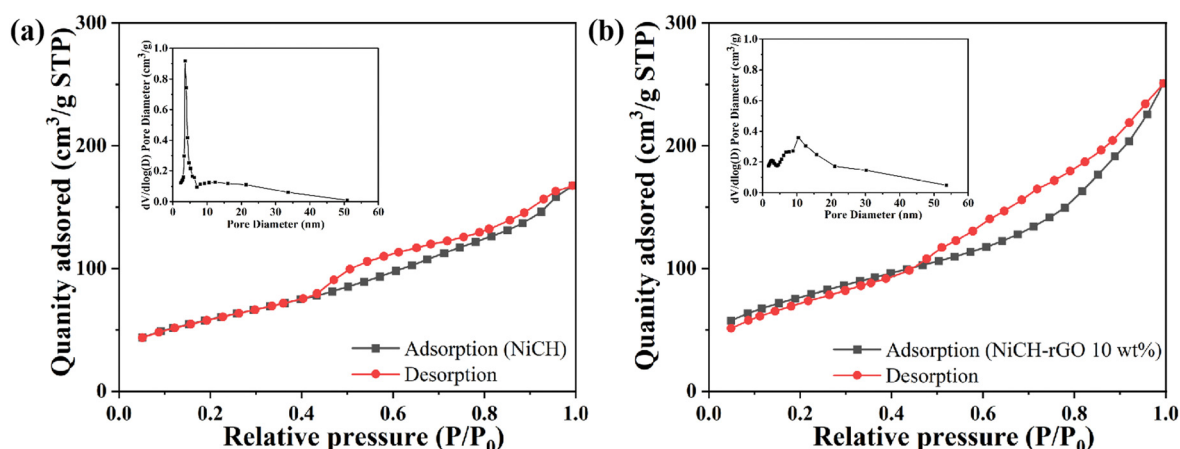 (a)
300
200
100
0
Quanity adsored (cm³/g STP)
0.0 0.2 0.4 0.6 0.8 1.0
Relative pressure (P/P₀)
Adsorption (NiCH)
Desorption
1.0
0.8
0.6
0.4
0.2
0.0
dV/dlog(D) Pore Diameter (cm³/g)
0 10 20 30 40 50 60
Pore Diameter (nm)
(b)
300
200
100
0
Quanity adsored (cm³/g STP)
0.0 0.2 0.4 0.6 0.8 1.0
Relative pressure (P/P₀)
Adsorption (NiCH-rGO 10 wt%)
Desorption
1.0
0.8
0.6
0.4
0.2
0.0
dV/dlog(D) Pore Diameter (cm³/g)
0 10 20 30 40 50 60
Pore Diameter (nm)